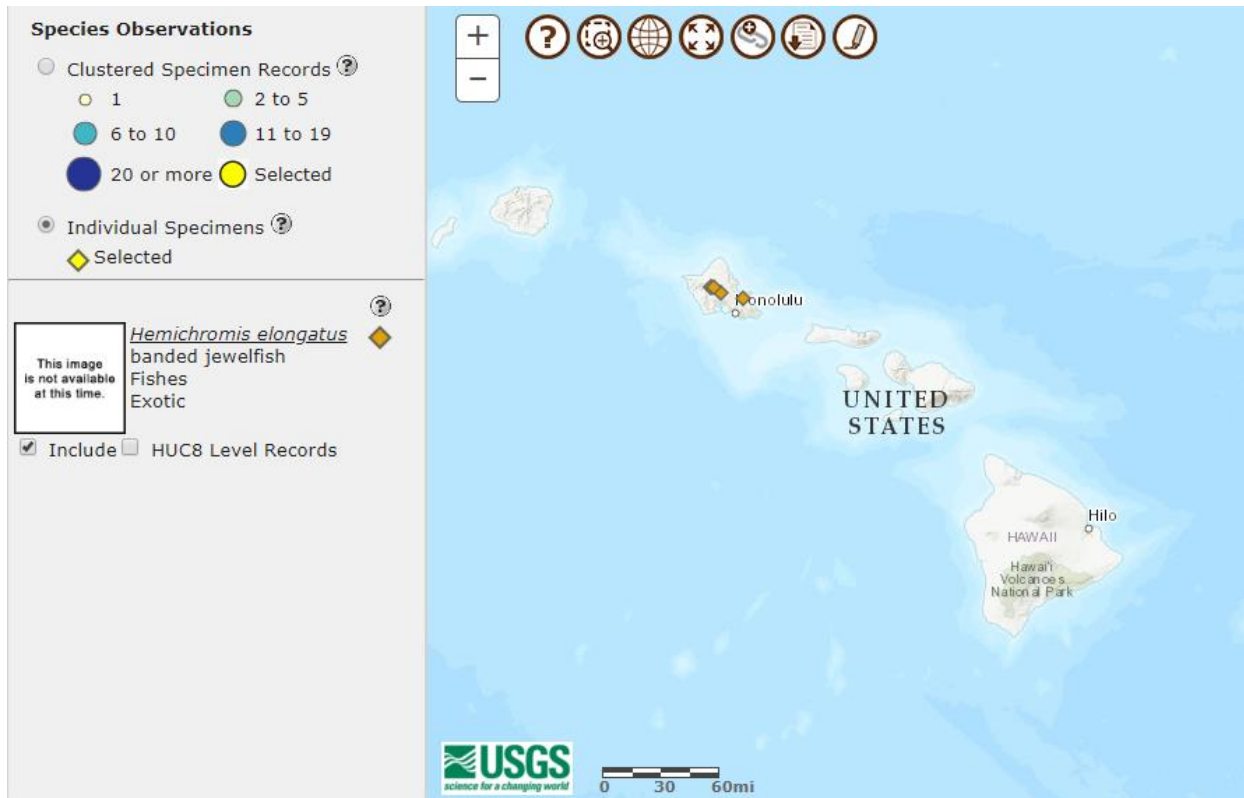 Species Observations
Clustered Specimen Records ?
1
2 to 5
6 to 10
11 to 19
20 or more
Selected
Individual Specimens ?
Selected
?
This image
is not available
at this time.
Hemichromis elongatus
banded jewelfish
Fishes
Exotic
Include
HUC8 Level Records
+
−
?
Honolulu
UNITED
STATES
Hilo
HAWAII
Hawai'i
Volcanoes
National Park
USGS
science for a changing world
0 30 60mi